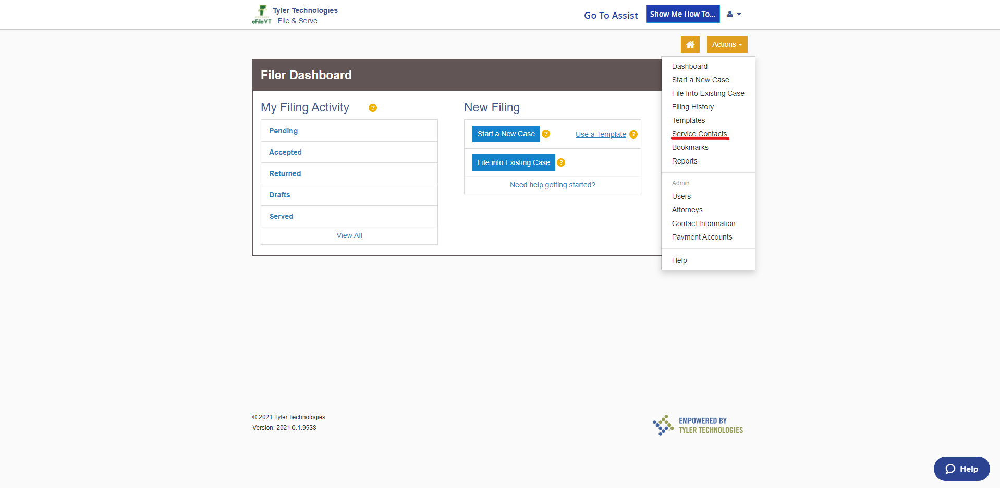 Tyler Technologies
File & Serve
eFileVT
Go To Assist
Show Me How To...
Actions
Filer Dashboard
My Filing Activity
?
Pending
Accepted
Returned
Drafts
Served
View All
New Filing
Start a New Case
?
Use a Template
?
File into Existing Case
?
Need help getting started?
Dashboard
Start a New Case
File Into Existing Case
Filing History
Templates
Service Contacts
Bookmarks
Reports
Admin
Users
Attorneys
Contact Information
Payment Accounts
Help
© 2021 Tyler Technologies
Version: 2021.0.1.9538
EMPOWERED BY
TYLER TECHNOLOGIES
Help